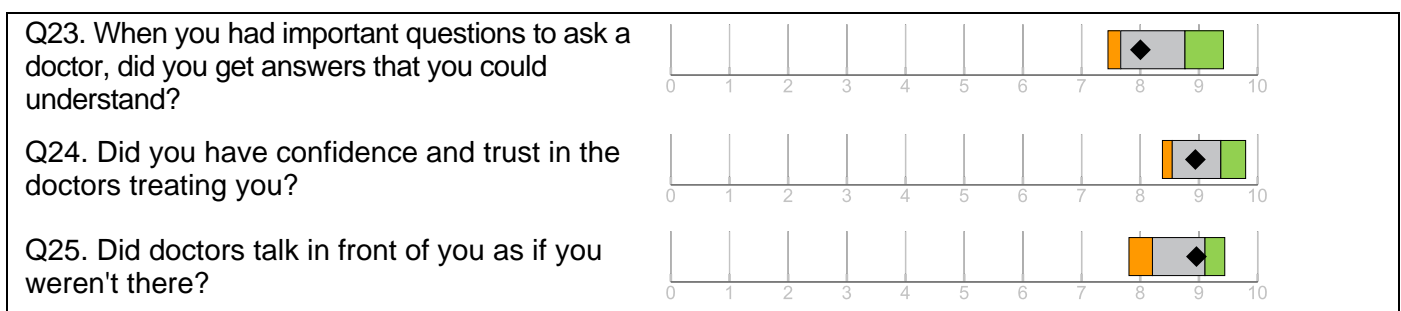 Q23. When you had important questions to ask a
doctor, did you get answers that you could
understand?
0 1 2 3 4 5 6 7 8 9 10
Q24. Did you have confidence and trust in the
doctors treating you?
0 1 2 3 4 5 6 7 8 9 10
Q25. Did doctors talk in front of you as if you
weren't there?
0 1 2 3 4 5 6 7 8 9 10